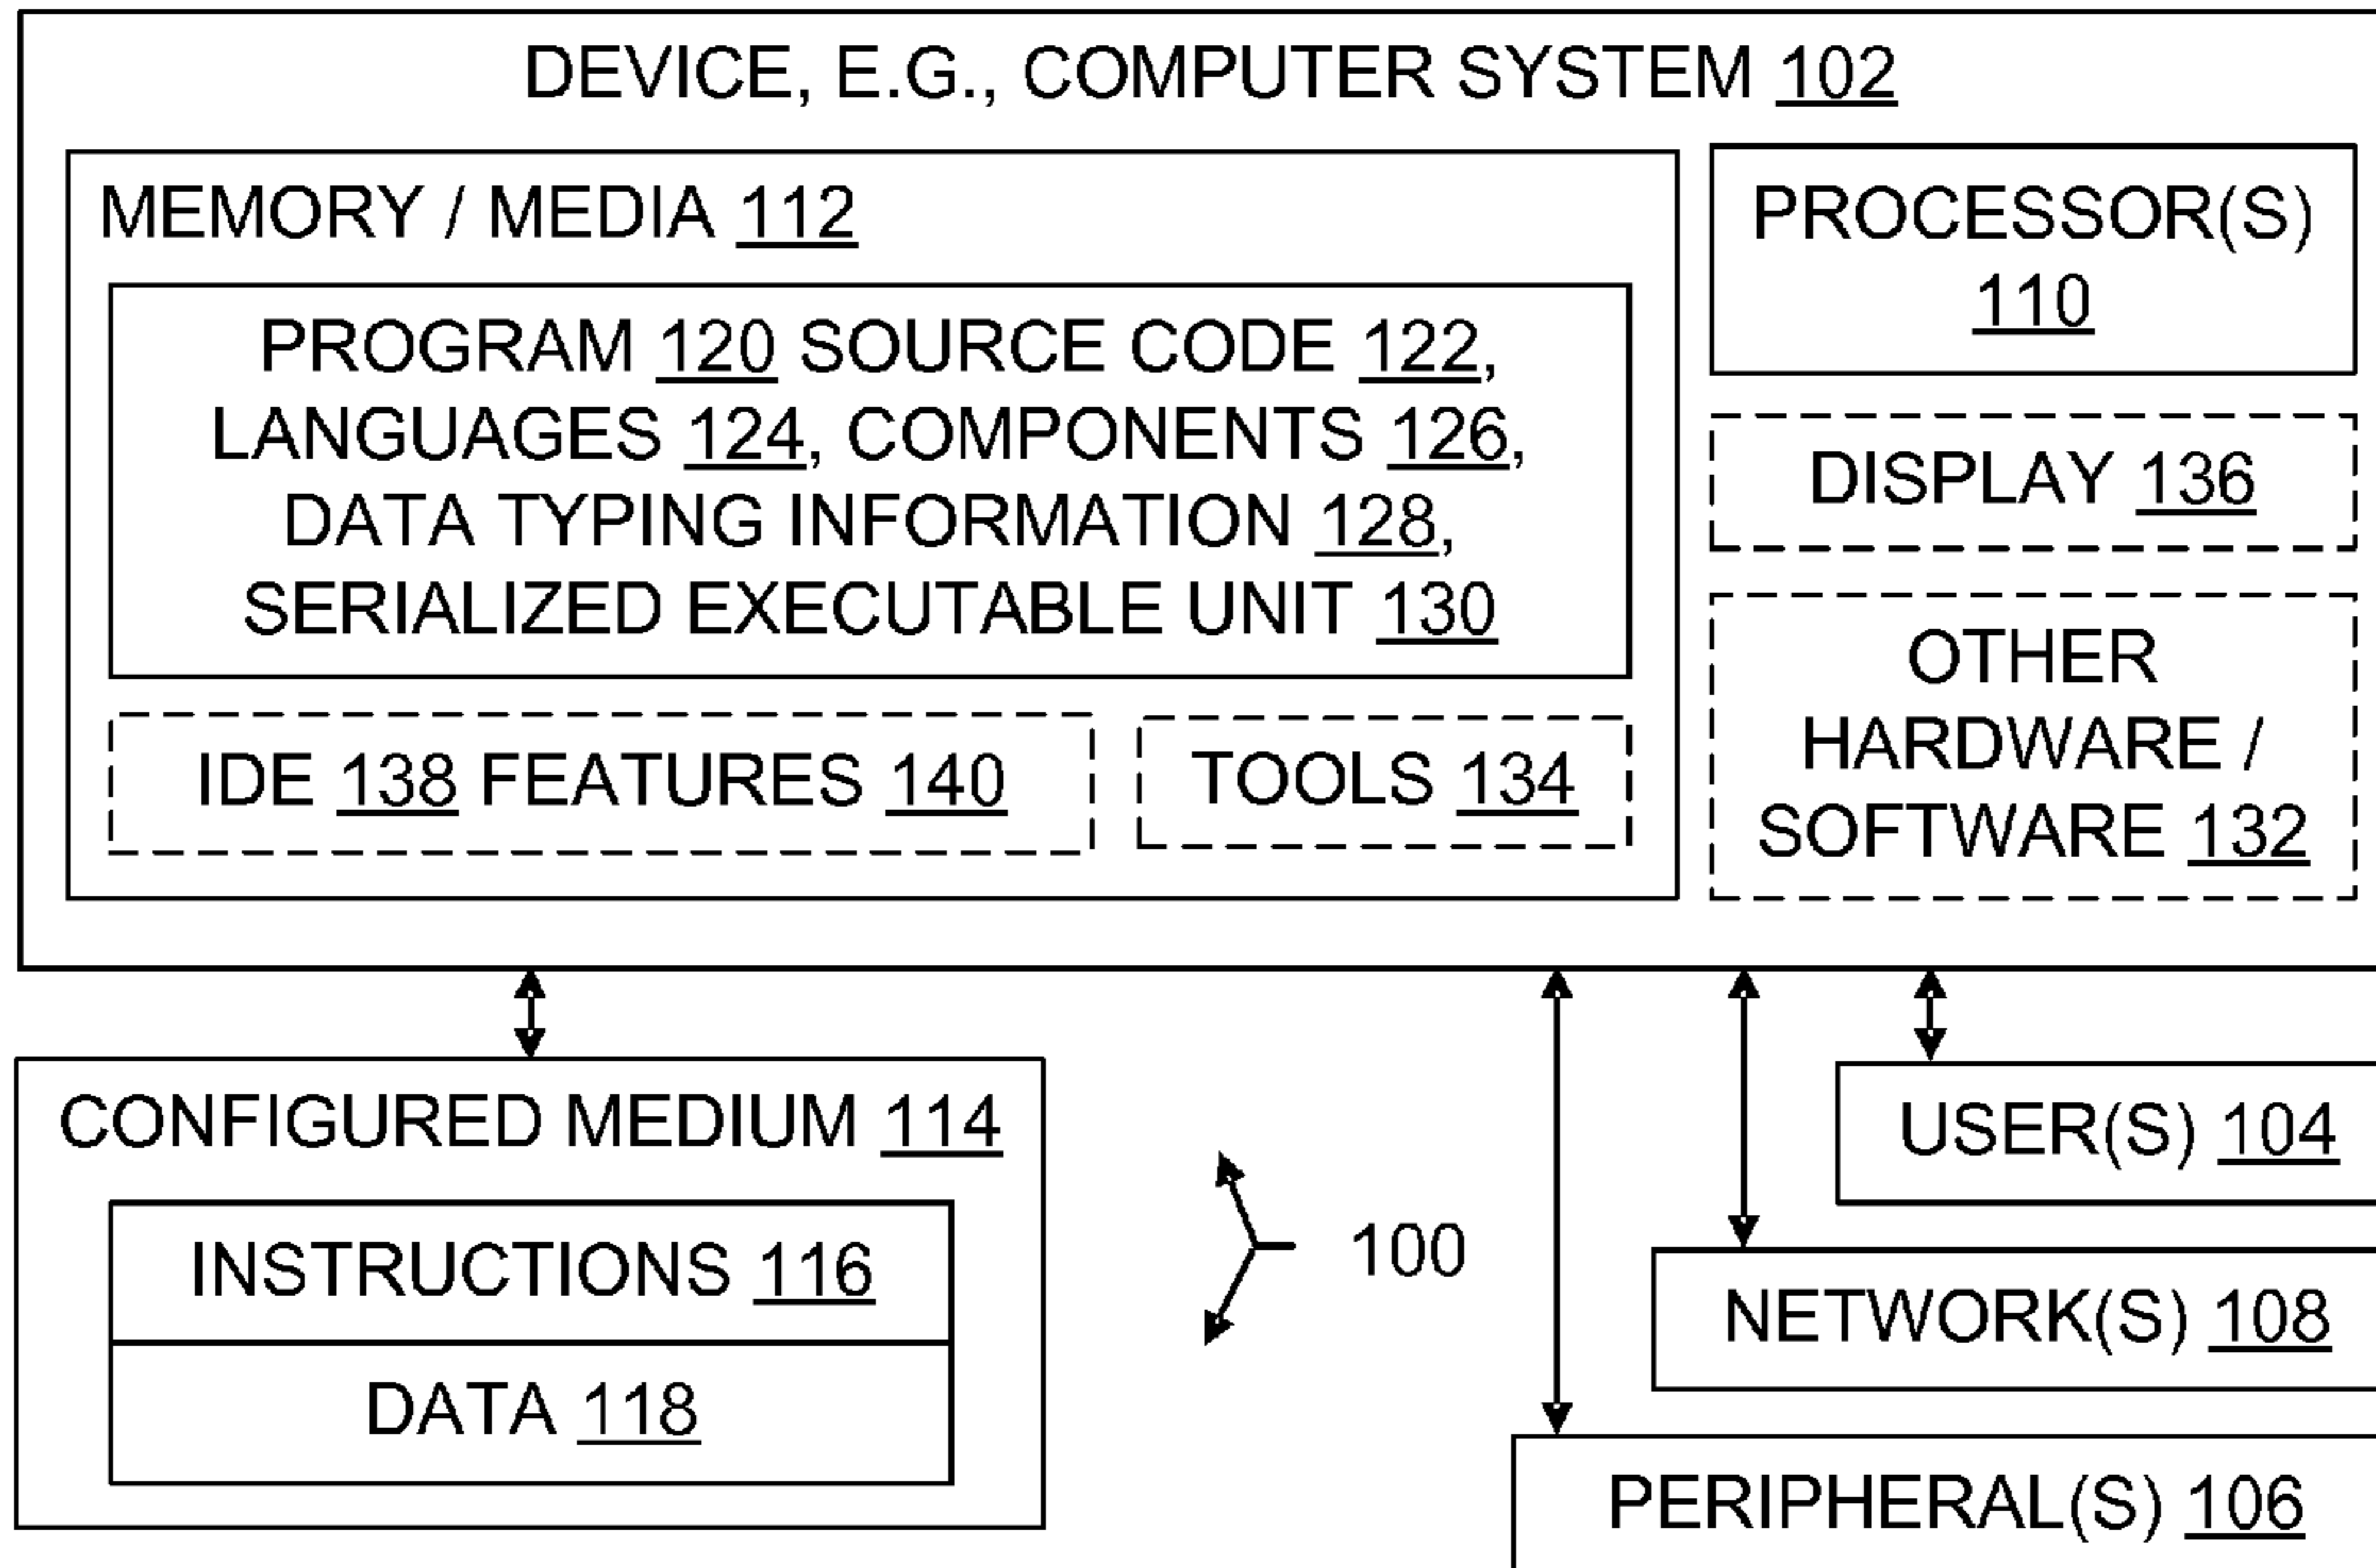 DEVICE, E.G., COMPUTER SYSTEM 102
MEMORY / MEDIA 112
PROGRAM 120 SOURCE CODE 122,
LANGUAGES 124, COMPONENTS 126,
DATA TYPING INFORMATION 128,
SERIALIZED EXECUTABLE UNIT 130
IDE 138 FEATURES 140
TOOLS 134
PROCESSOR(S)
110
DISPLAY 136
OTHER
HARDWARE /
SOFTWARE 132
CONFIGURED MEDIUM 114
INSTRUCTIONS 116
DATA 118
100
USER(S) 104
NETWORK(S) 108
PERIPHERAL(S) 106